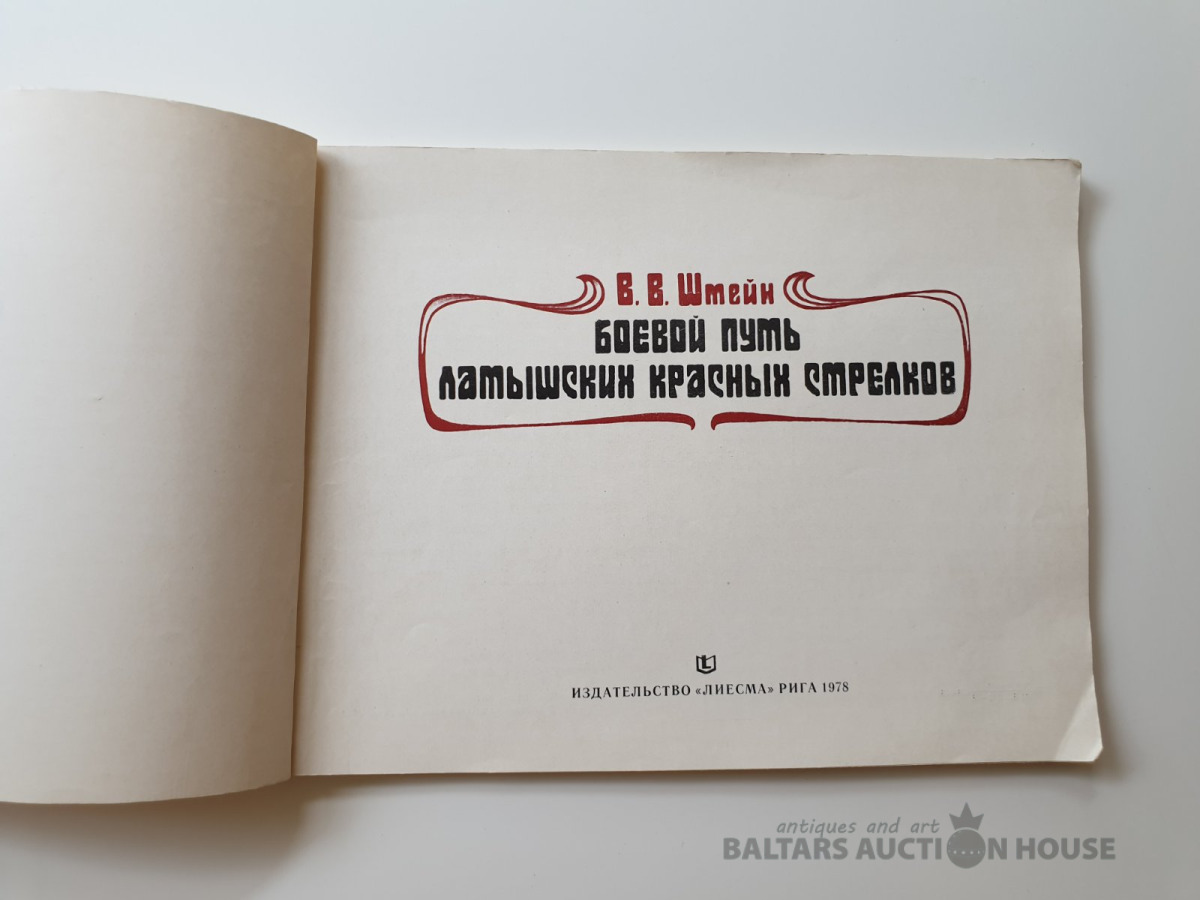 В. В. Штейн
БОЕВОЙ ПУТЬ
ЛАТЫШСКИХ КРАСНЫХ СТРЕЛКОВ
L
ИЗДАТЕЛЬСТВО «ЛИЕСМА» РИГА 1978
antiques and art
BALTARS AUCTION HOUSE